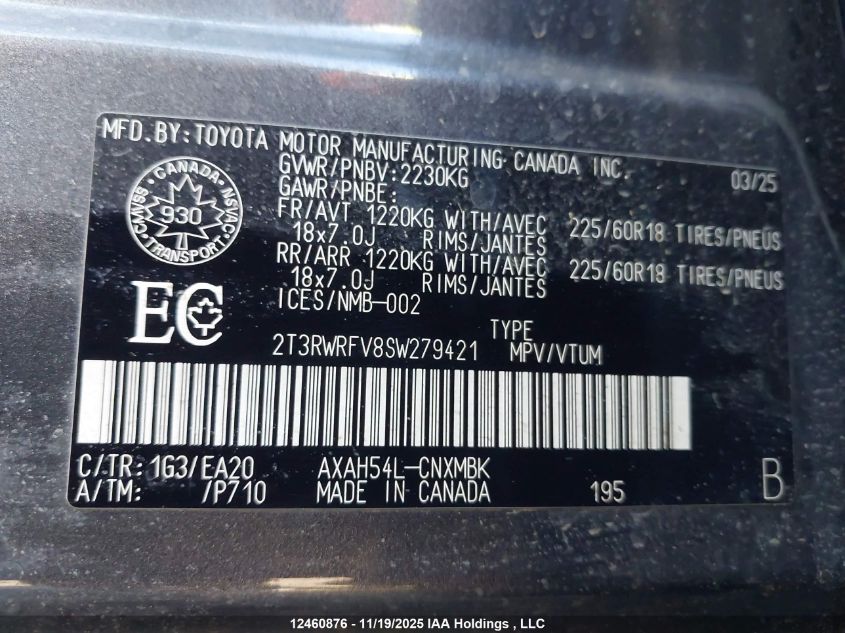 MFD.BY:TOYOTA MOTOR MANUFACTURING CANADA INC. 03/25
GVWR/PNBV:2230KG
GAWR/PNBE:
FR/AVT 1220KG WITH/AVEC 225/60R18 TIRES/PNEUS
18x7.0J RIMS/JANTES
RR/ARR 1220KG WITH/AVEC 225/60R18 TIRES/PNEUS
18x7.0J RIMS/JANTES
ICES/NMB-002
CANADA
CMVSS 930 NSVAC
TRANSPORT
EC
TYPE
2T3RWRFV8SW279421 MPV/VTUM
C/TR: 1G3/EA20 AXAH54L-CNXMBK
A/TM: /P710 MADE IN CANADA 195 B
12460876 - 11/19/2025 IAA Holdings , LLC